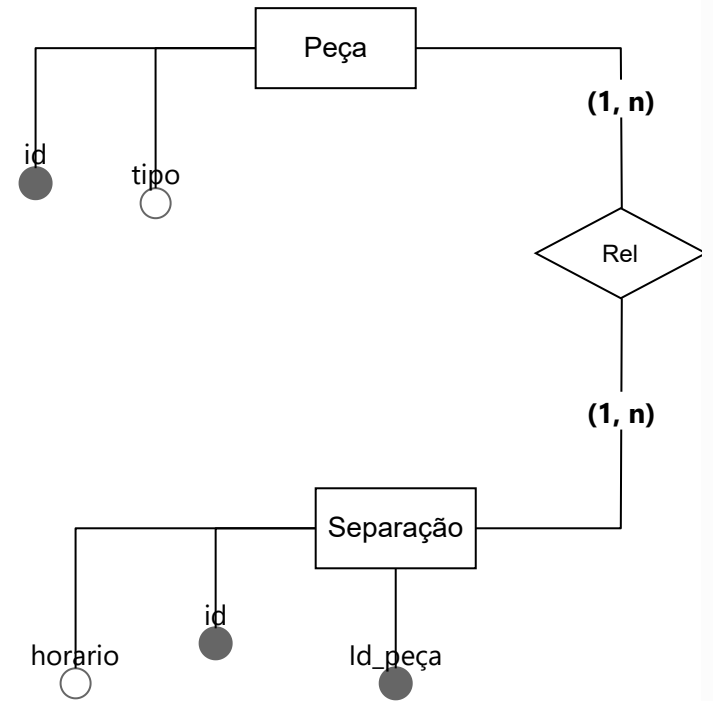 Peça
(1, n)
id
tipo
Rel
(1, n)
Separação
id
horario
Id_peça